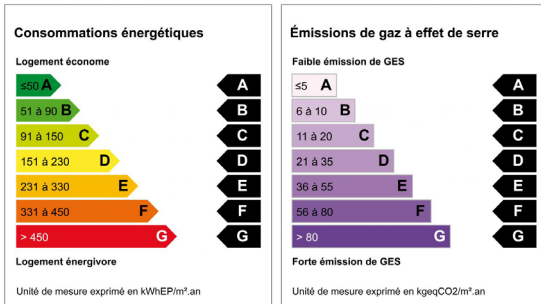 Consommations énergétiques
Logement économe
≤50 A A
51 à 90 B B
91 à 150 C C
151 à 230 D D
231 à 330 E E
331 à 450 F F
> 450 G G
Logement énergivore
Unité de mesure exprimé en kWhEP/m².an
Émissions de gaz à effet de serre
Faible émission de GES
≤5 A A
6 à 10 B B
11 à 20 C C
21 à 35 D D
36 à 55 E E
56 à 80 F F
> 80 G G
Forte émission de GES
Unité de mesure exprimé en kgeqCO2/m².an